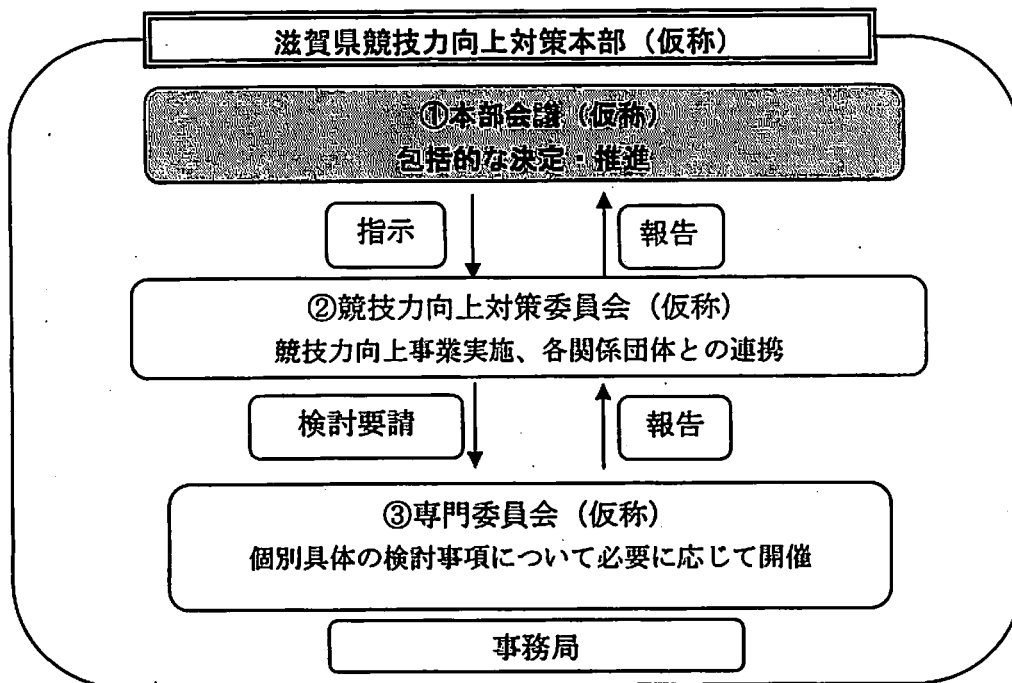 滋賀県競技力向上対策本部（仮称）
①本部会議（仮称）
包括的な決定・推進
指示
報告
②競技力向上対策委員会（仮称）
競技力向上事業実施、各関係団体との連携
検討要請
報告
③専門委員会（仮称）
個別具体の検討事項について必要に応じて開催
事務局